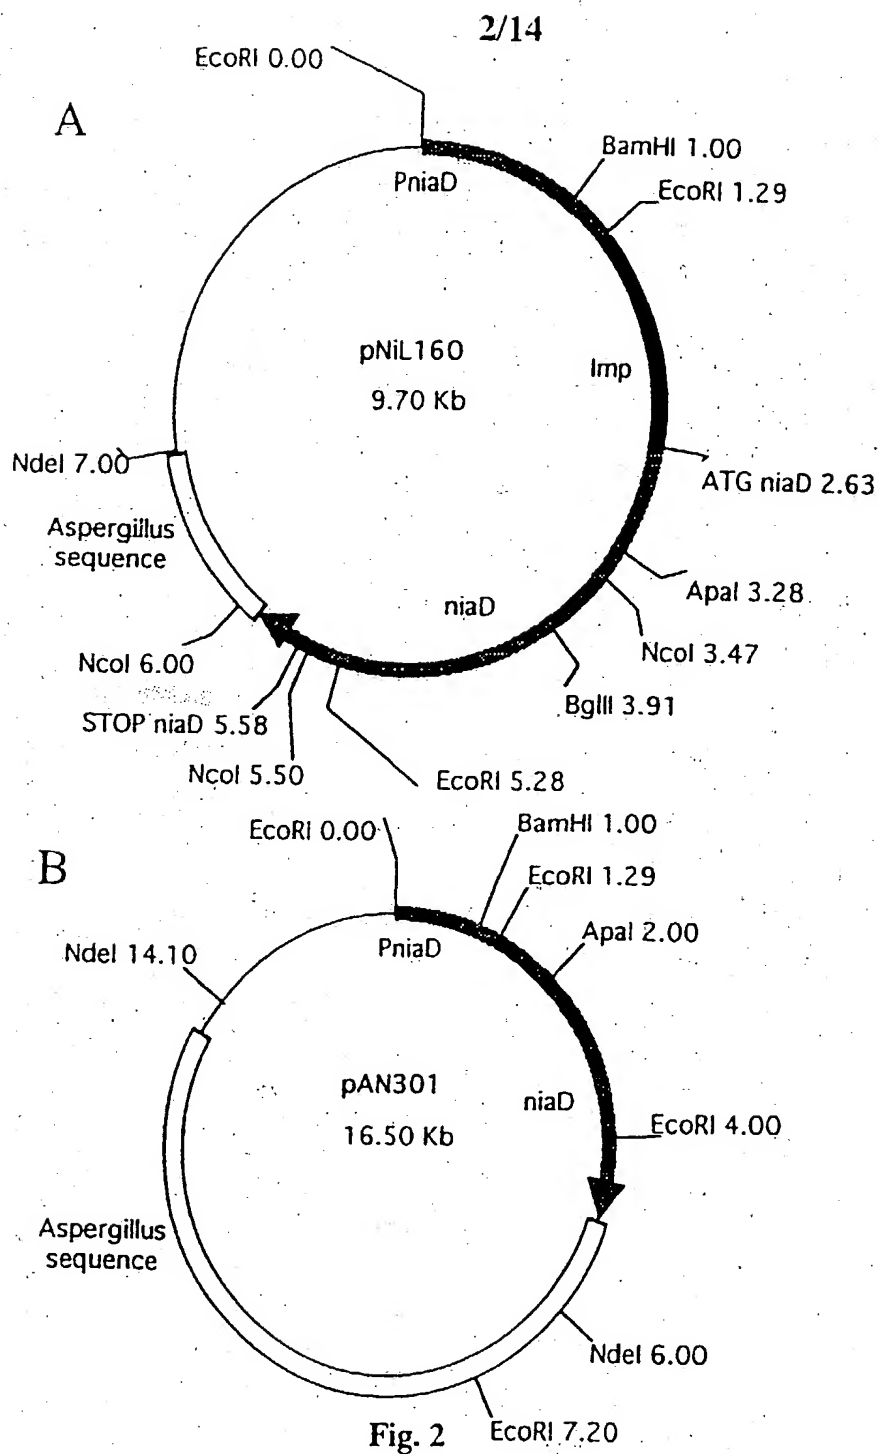 2/14
A
EcoRI 0.00
PniaD
BamHI 1.00
EcoRI 1.29
pNiL160
9.70 Kb
Imp
NdeI 7.00
ATG niaD 2.63
Aspergillus
sequence
ApaI 3.28
niaD
NcoI 3.47
NcoI 6.00
BglII 3.91
STOP niaD 5.58
NcoI 5.50
EcoRI 5.28
B
EcoRI 0.00
BamHI 1.00
EcoRI 1.29
PniaD
ApaI 2.00
NdeI 14.10
pAN301
16.50 Kb
niaD
EcoRI 4.00
Aspergillus
sequence
NdeI 6.00
EcoRI 7.20
Fig. 2